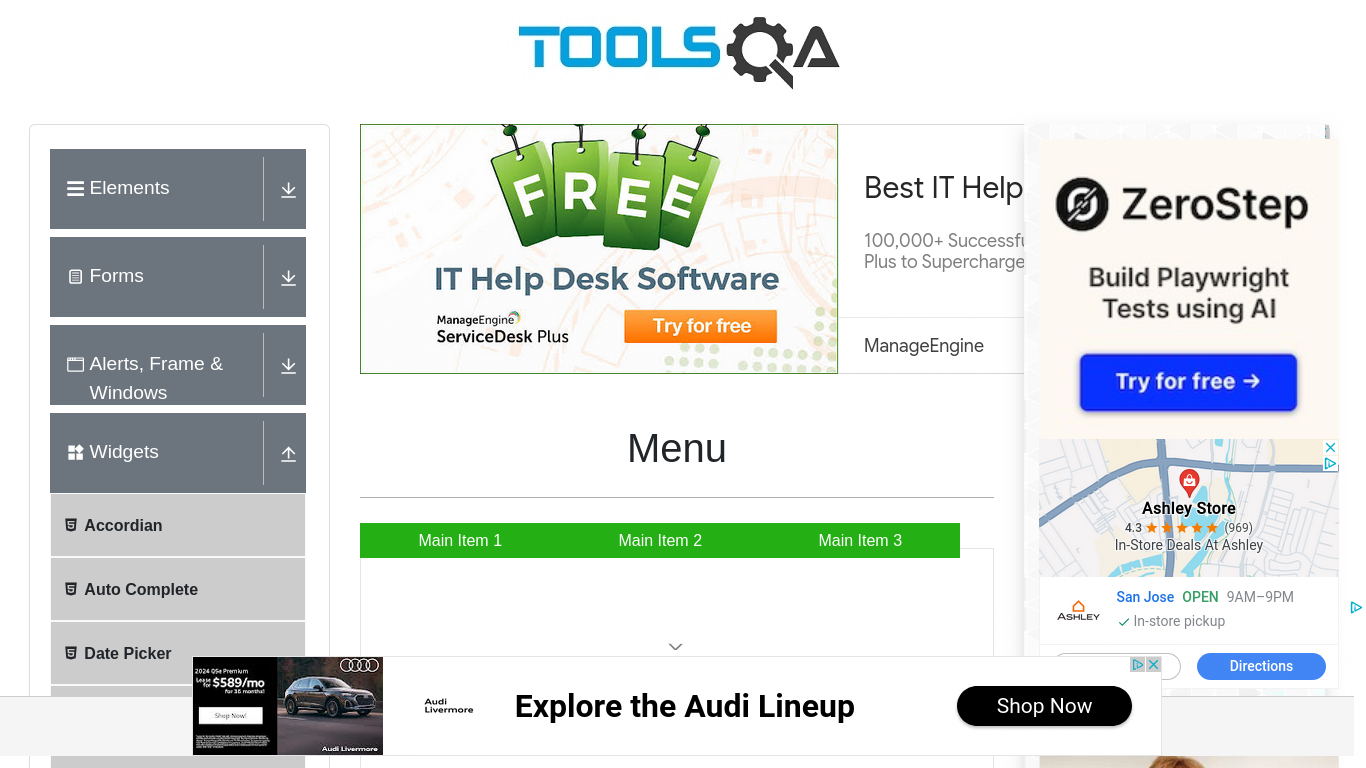 TOOLSQA
Elements
Forms
Alerts, Frame &
Windows
Widgets
Accordian
Auto Complete
Date Picker
FREE
IT Help Desk Software
ManageEngine
ServiceDesk Plus
Try for free
Best IT Help
100,000+ Successfu
Plus to Supercharge
ManageEngine
Menu
Main Item 1
Main Item 2
Main Item 3
ZeroStep
Build Playwright
Tests using AI
Try for free →
Ashley Store
4.3 ★★★★★ (969)
In-Store Deals At Ashley
ASHLEY
San Jose OPEN 9AM–9PM
✓ In-store pickup
Directions
2024 Q5e Premium
Lease for $589/mo
for 36 months!
Shop Now!
Audi Livermore
Audi
Livermore
Explore the Audi Lineup
Shop Now